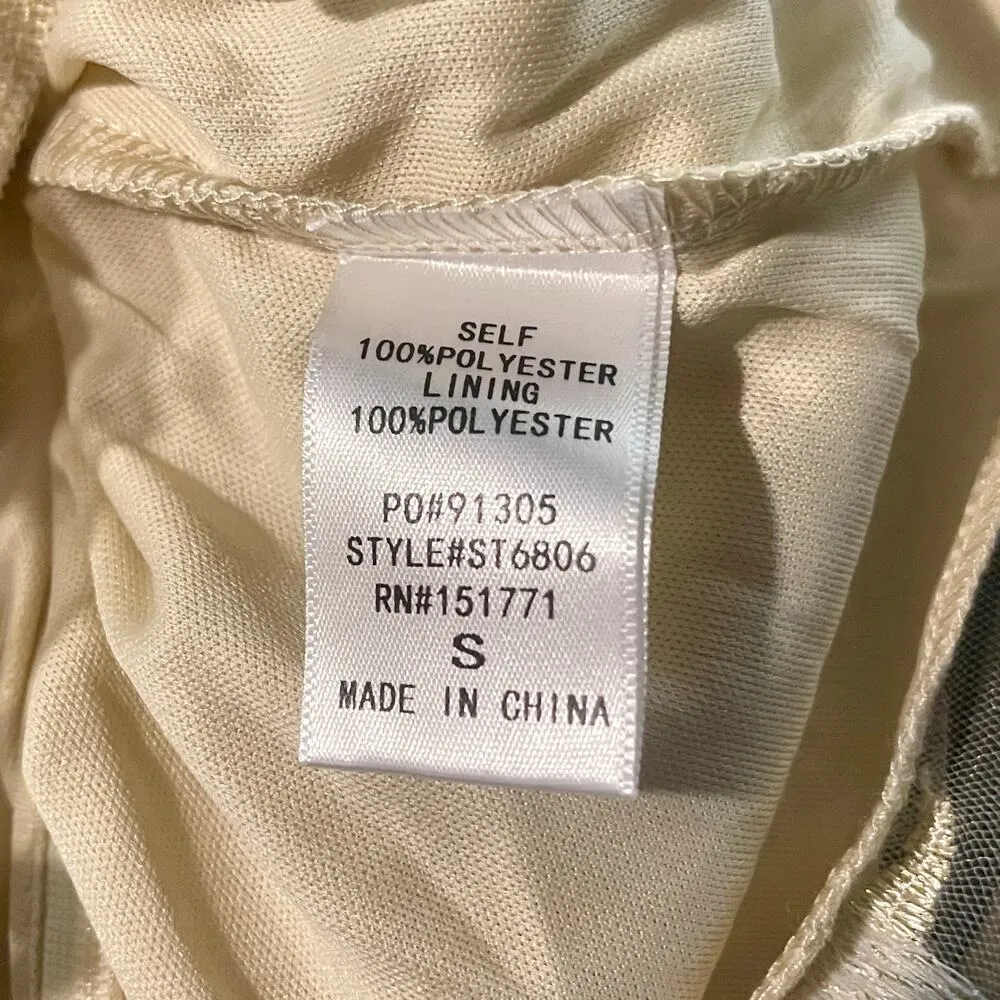 SELF
100%POLYESTER
LINING
100%POLYESTER
PO#91305
STYLE#ST6806
RN#151771
S
MADE IN CHINA